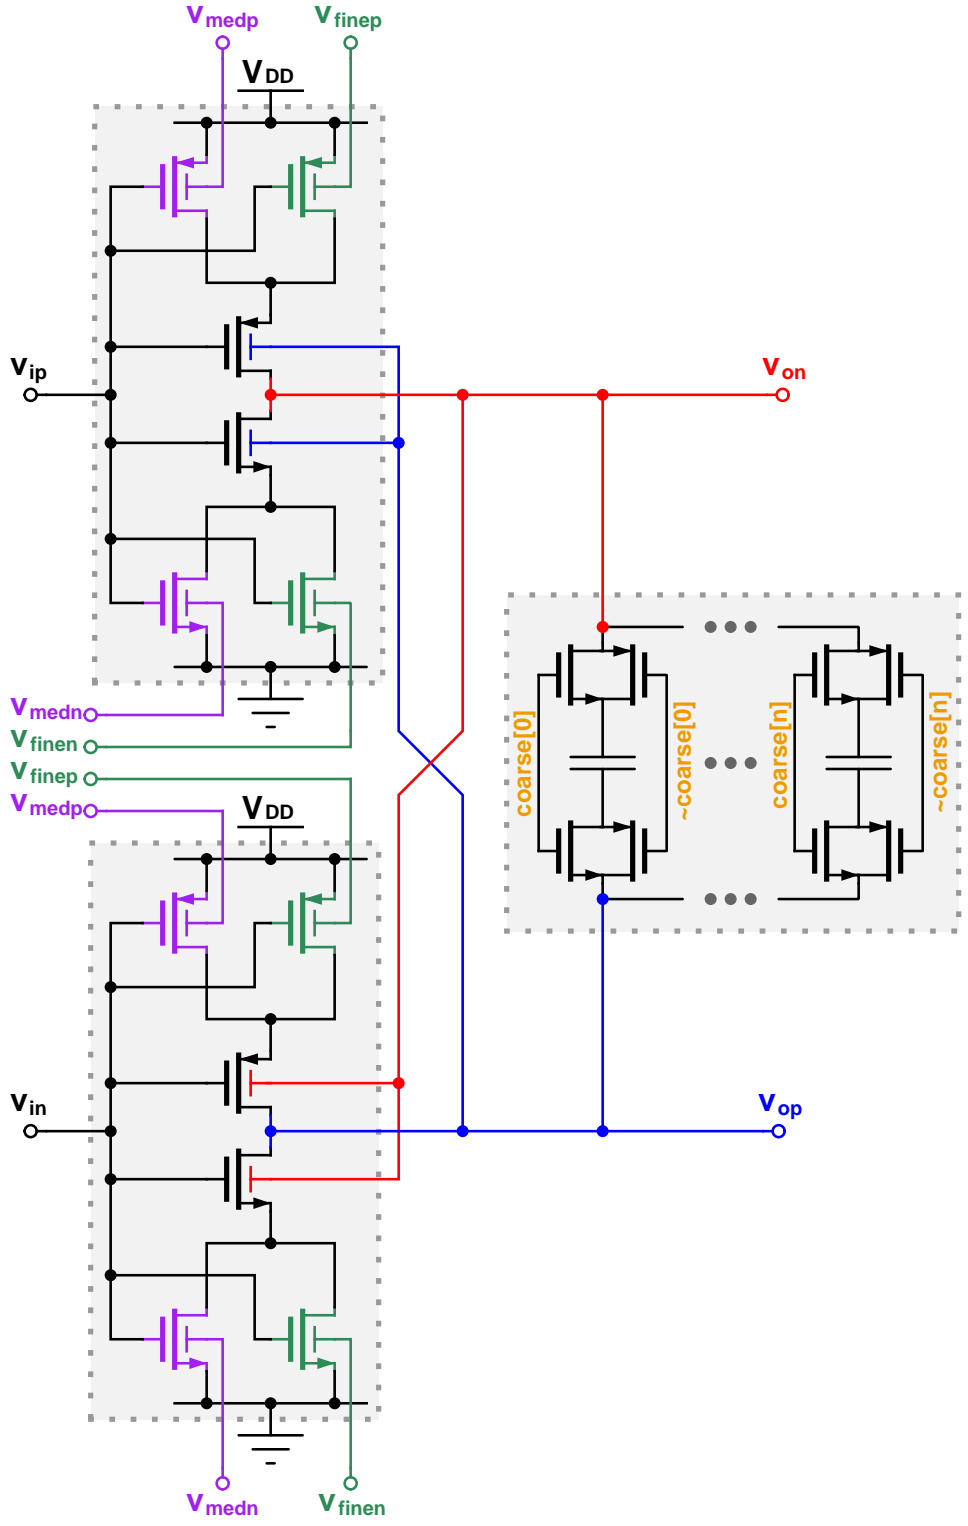 vmedp
vfinep
VDD
vip
von
vmedn
vfinen
vfinep
vmedp
VDD
coarse[0]
~coarse[0]
coarse[n]
~coarse[n]
vin
vop
vmedn
vfinen